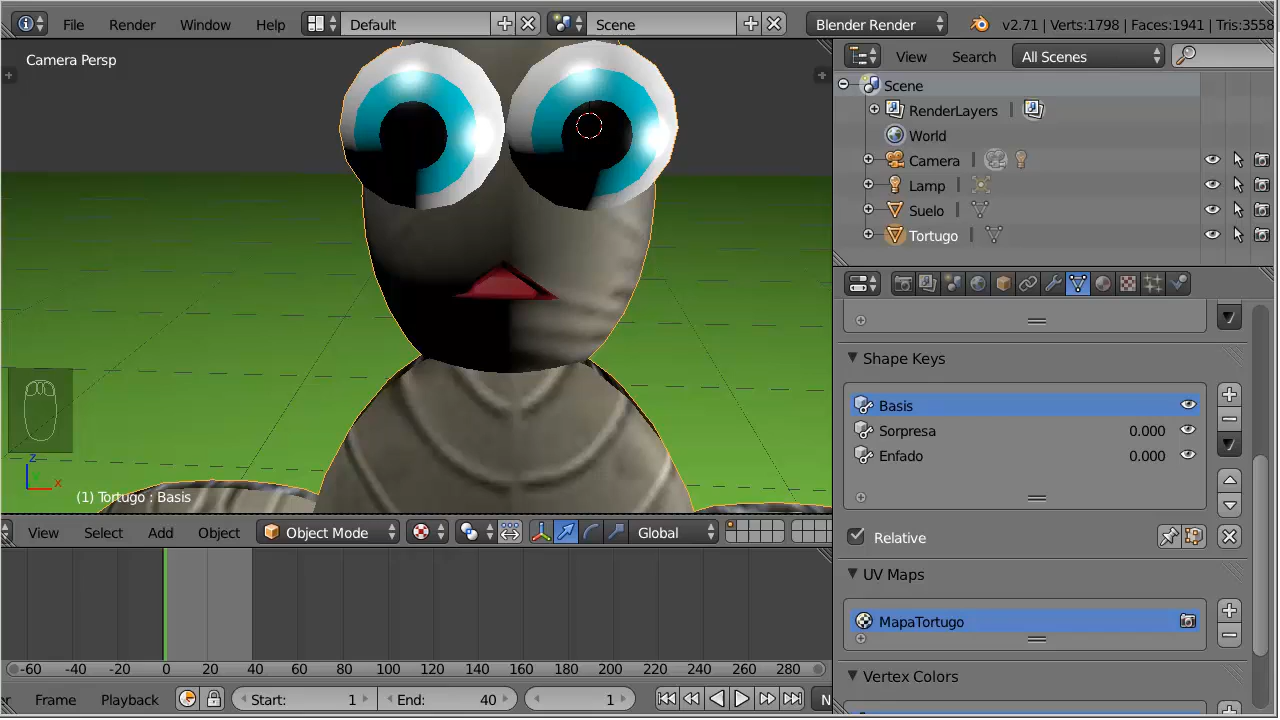 File Render Window Help Default Scene Blender Render v2.71 | Verts:1798 | Faces:1941 | Tris:3558
Camera Persp
View Search All Scenes
Scene
RenderLayers
World
Camera
Lamp
Suelo
Tortugo
Shape Keys
Basis
Sorpresa 0.000
Enfado 0.000
Relative
UV Maps
MapaTortugo
Vertex Colors
z
x
(1) Tortugo : Basis
View Select Add Object Object Mode Global
-60 -40 -20 0 20 40 60 80 100 120 140 160 180 200 220 240 260 280
Frame Playback Start: 1 End: 40 1 N